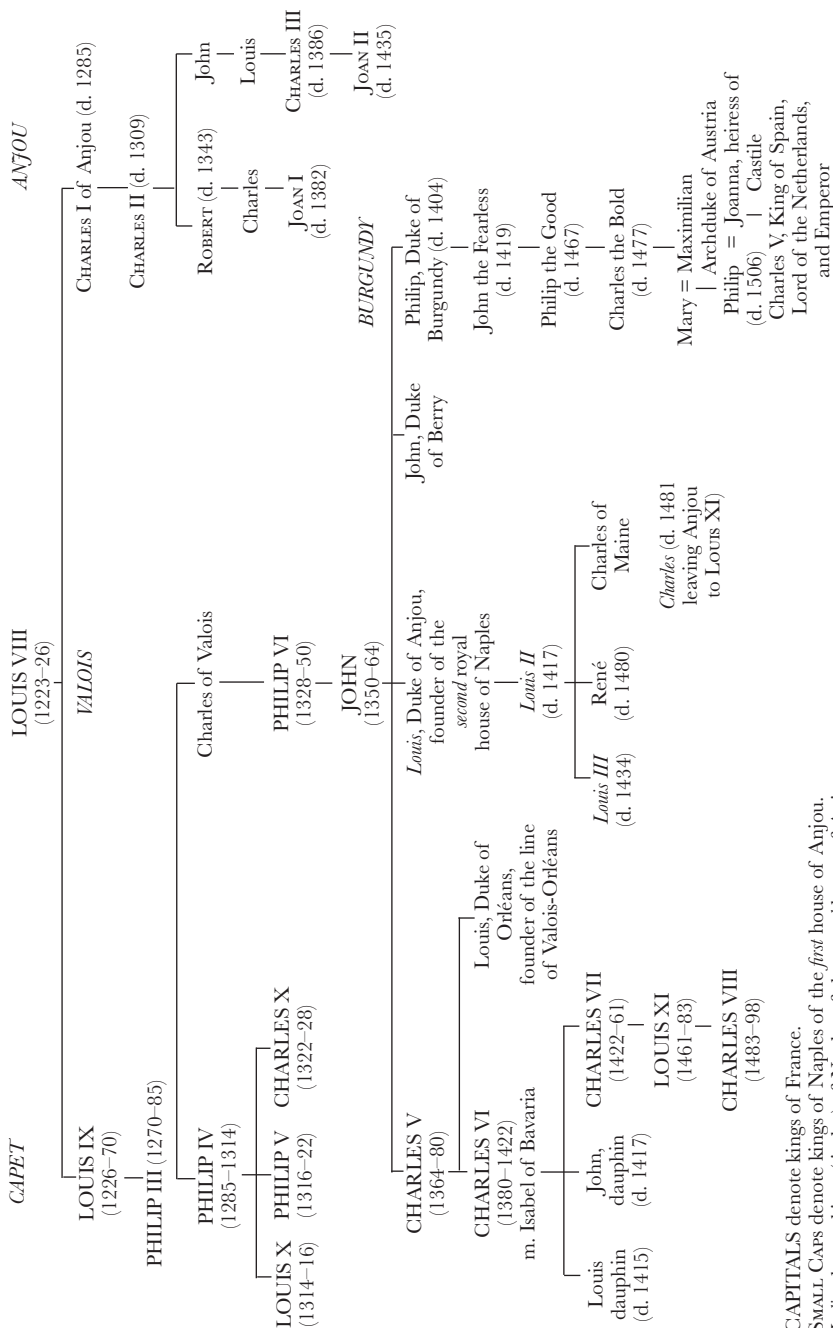 CAPET
VALOIS
ANJOU
LOUIS VIII
(1223–26)
LOUIS IX
(1226–70)
CHARLES I of Anjou (d. 1285)
PHILIP III (1270–85)
CHARLES II (d. 1309)
PHILIP IV
(1285–1314)
Charles of Valois
ROBERT (d. 1343)
John
LOUIS X
(1314–16)
PHILIP V
(1316–22)
CHARLES X
(1322–28)
PHILIP VI
(1328–50)
Charles
Louis
JOAN I
(d. 1382)
CHARLES III
(d. 1386)
JOAN II
(d. 1435)
JOHN
(1350–64)
BURGUNDY
CHARLES V
(1364–80)
Louis, Duke of Anjou,
founder of the
second royal
house of Naples
John, Duke
of Berry
Philip, Duke of
Burgundy (d. 1404)
CHARLES VI
(1380–1422)
m. Isabel of Bavaria
Louis, Duke of
Orléans,
founder of the line
of Valois-Orléans
Louis II
(d. 1417)
John the Fearless
(d. 1419)
Philip the Good
(d. 1467)
Louis
dauphin
(d. 1415)
John,
dauphin
(d. 1417)
CHARLES VII
(1422–61)
Louis III
(d. 1434)
René
(d. 1480)
Charles of
Maine
Charles the Bold
(d. 1477)
LOUIS XI
(1461–83)
Charles (d. 1481
leaving Anjou
to LOUIS XI)
Mary = Maximilian
Archduke of Austria
CHARLES VIII
(1483–98)
Philip = Joanna, heiress of
(d. 1506) Castile
Charles V, King of Spain,
Lord of the Netherlands,
and Emperor
CAPITALS denote kings of France.
SMALL CAPS denote kings of Naples of the first house of Anjou.